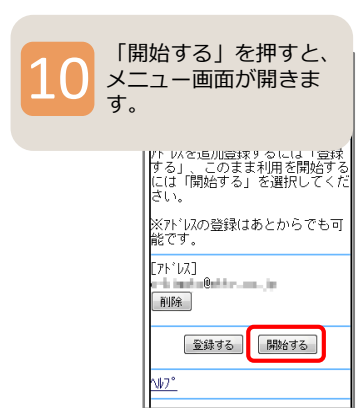 10
「開始する」を押すと、
メニュー画面が開きま
す。
ｱﾄﾞﾚｽを追加登録するには「登録
する」、このまま利用を開始する
には「開始する」を選択してくだ
さい。
※ｱﾄﾞﾚｽの登録はあとからでも可
能です。
[ｱﾄﾞﾚｽ]
削除
登録する
開始する
ﾍﾙﾌﾟ